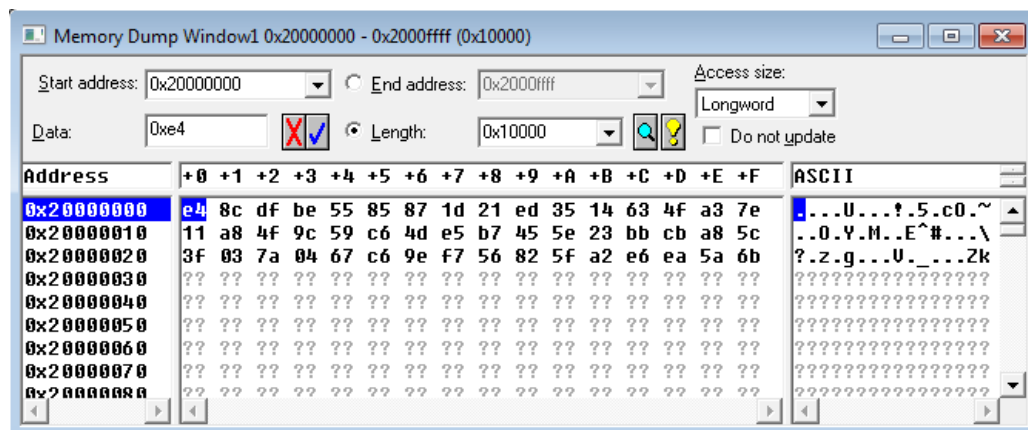 Memory Dump Window1 0x20000000 - 0x2000ffff (0x10000)
Start address: 0x20000000 End address: 0x2000ffff Access size:
Longword
Data: 0xe4 Length: 0x10000 Do not update
Address +0 +1 +2 +3 +4 +5 +6 +7 +8 +9 +A +B +C +D +E +F ASCII
0x20000000 e4 8c df be 55 85 87 1d 21 ed 35 14 63 4f a3 7e ....U...!.5.cO.~
0x20000010 11 a8 4f 9c 59 c6 4d e5 b7 45 5e 23 bb cb a8 5c ..O.Y.M..E^#...\
0x20000020 3f 03 7a 04 67 c6 9e f7 56 82 5f a2 e6 ea 5a 6b ?.z.g...V._...Zk
0x20000030 ?? ?? ?? ?? ?? ?? ?? ?? ?? ?? ?? ?? ?? ?? ?? ?? ????????????????
0x20000040 ?? ?? ?? ?? ?? ?? ?? ?? ?? ?? ?? ?? ?? ?? ?? ?? ????????????????
0x20000050 ?? ?? ?? ?? ?? ?? ?? ?? ?? ?? ?? ?? ?? ?? ?? ?? ????????????????
0x20000060 ?? ?? ?? ?? ?? ?? ?? ?? ?? ?? ?? ?? ?? ?? ?? ?? ????????????????
0x20000070 ?? ?? ?? ?? ?? ?? ?? ?? ?? ?? ?? ?? ?? ?? ?? ?? ????????????????
0x20000080 ?? ?? ?? ?? ?? ?? ?? ?? ?? ?? ?? ?? ?? ?? ?? ?? ????????????????